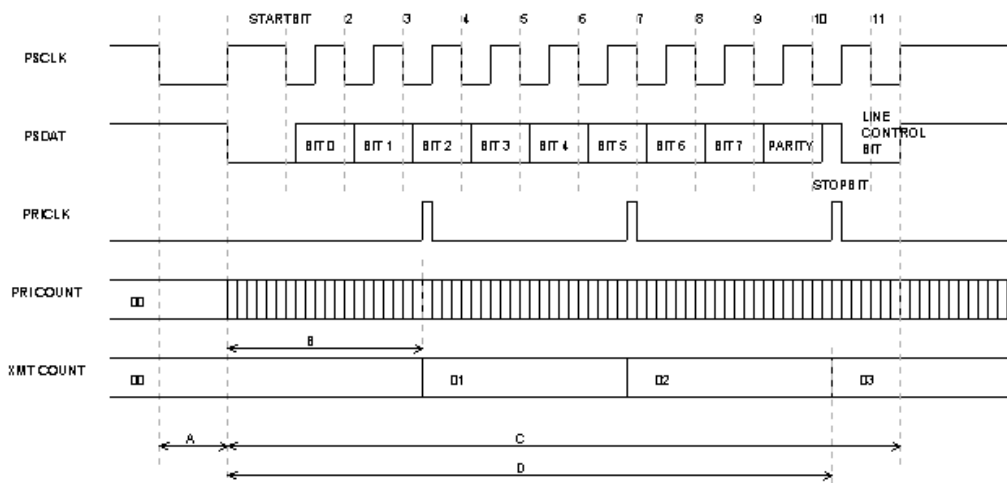 STARTBIT 2 3 4 5 6 7 8 9 10 11
PSCLK
PSDAT
BIT 0 BIT 1 BIT 2 BIT 3 BIT 4 BIT 5 BIT 6 BIT 7 PARITY
LINE
CONTROL
BIT
STOPBIT
PRICLK
PRICOUNT
00
B
XMTCOUNT
00 01 02 03
A C
D